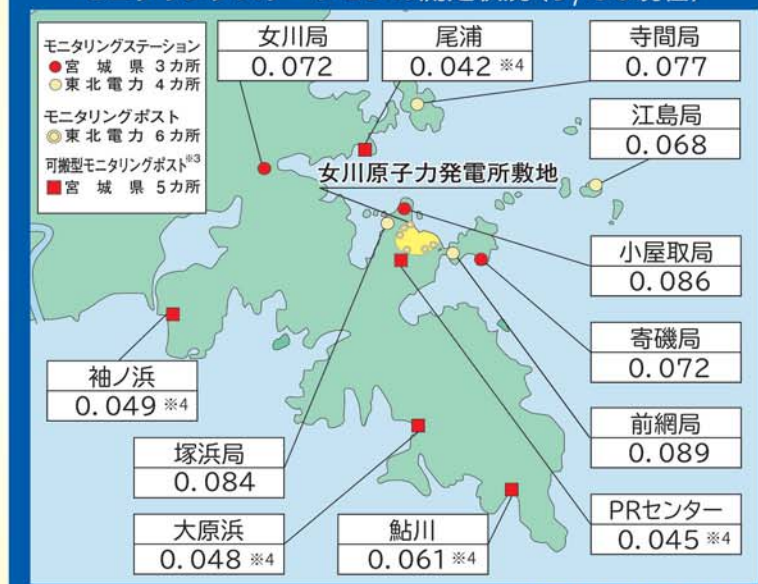 モニタリングステーション
●宮城県 3カ所
●東北電力 4カ所
モニタリングポスト
◎東北電力 6カ所
可搬型モニタリングポスト※3
■宮城県 5カ所
女川局
0.072
尾浦
0.042 ※4
寺間局
0.077
江島局
0.068
女川原子力発電所敷地
小屋取局
0.086
寄磯局
0.072
前網局
0.089
PRセンター
0.045 ※4
袖ノ浜
0.049 ※4
塚浜局
0.084
大原浜
0.048 ※4
鮎川
0.061 ※4